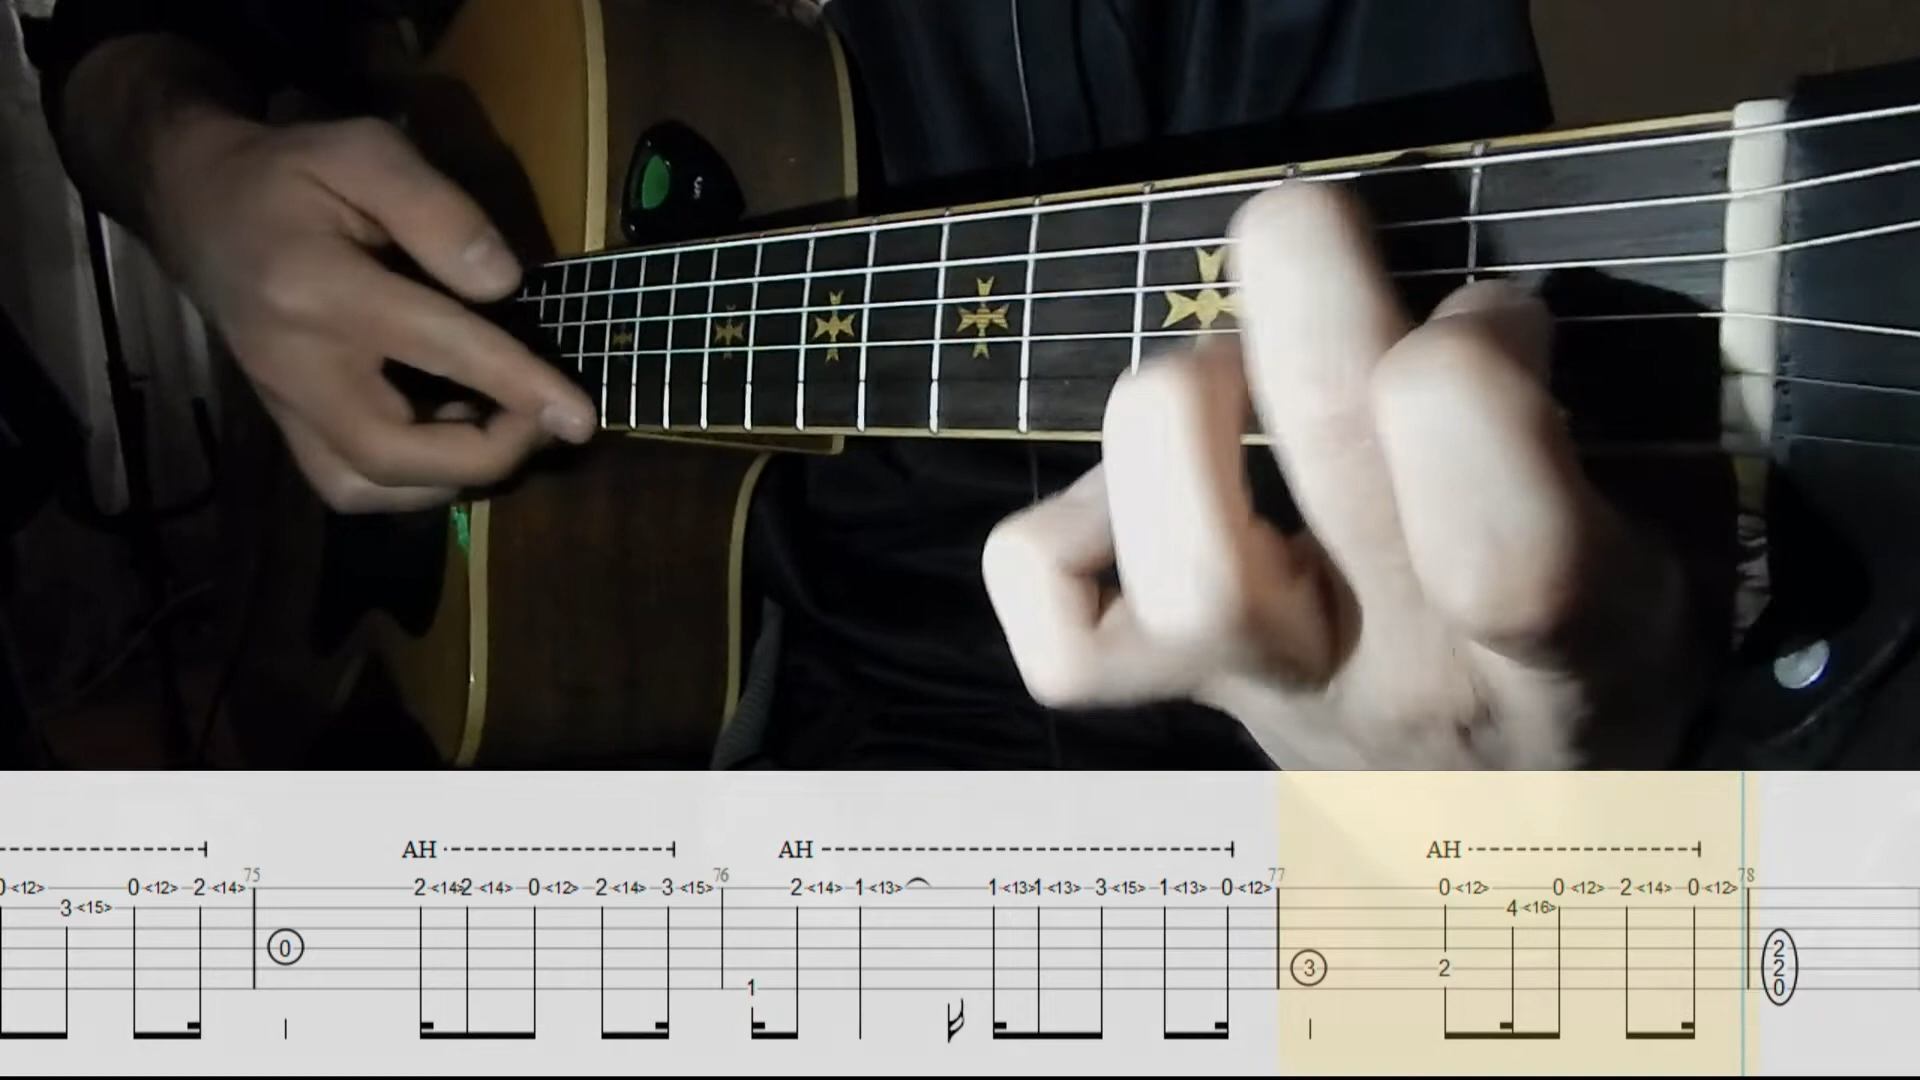 AH AH AH
75 76 77 78
0 <12> 0 <12> 2 <14> 2 <14> 2 <14> 0 <12> 2 <14> 3 <15> 2 <14> 1 <13> 1 <13> 1 <13> 3 <15> 1 <13> 0 <12> 0 <12> 0 <12> 2 <14> 0 <12>
3 <15> 4 <16>
0 2
3 2 2
1 0